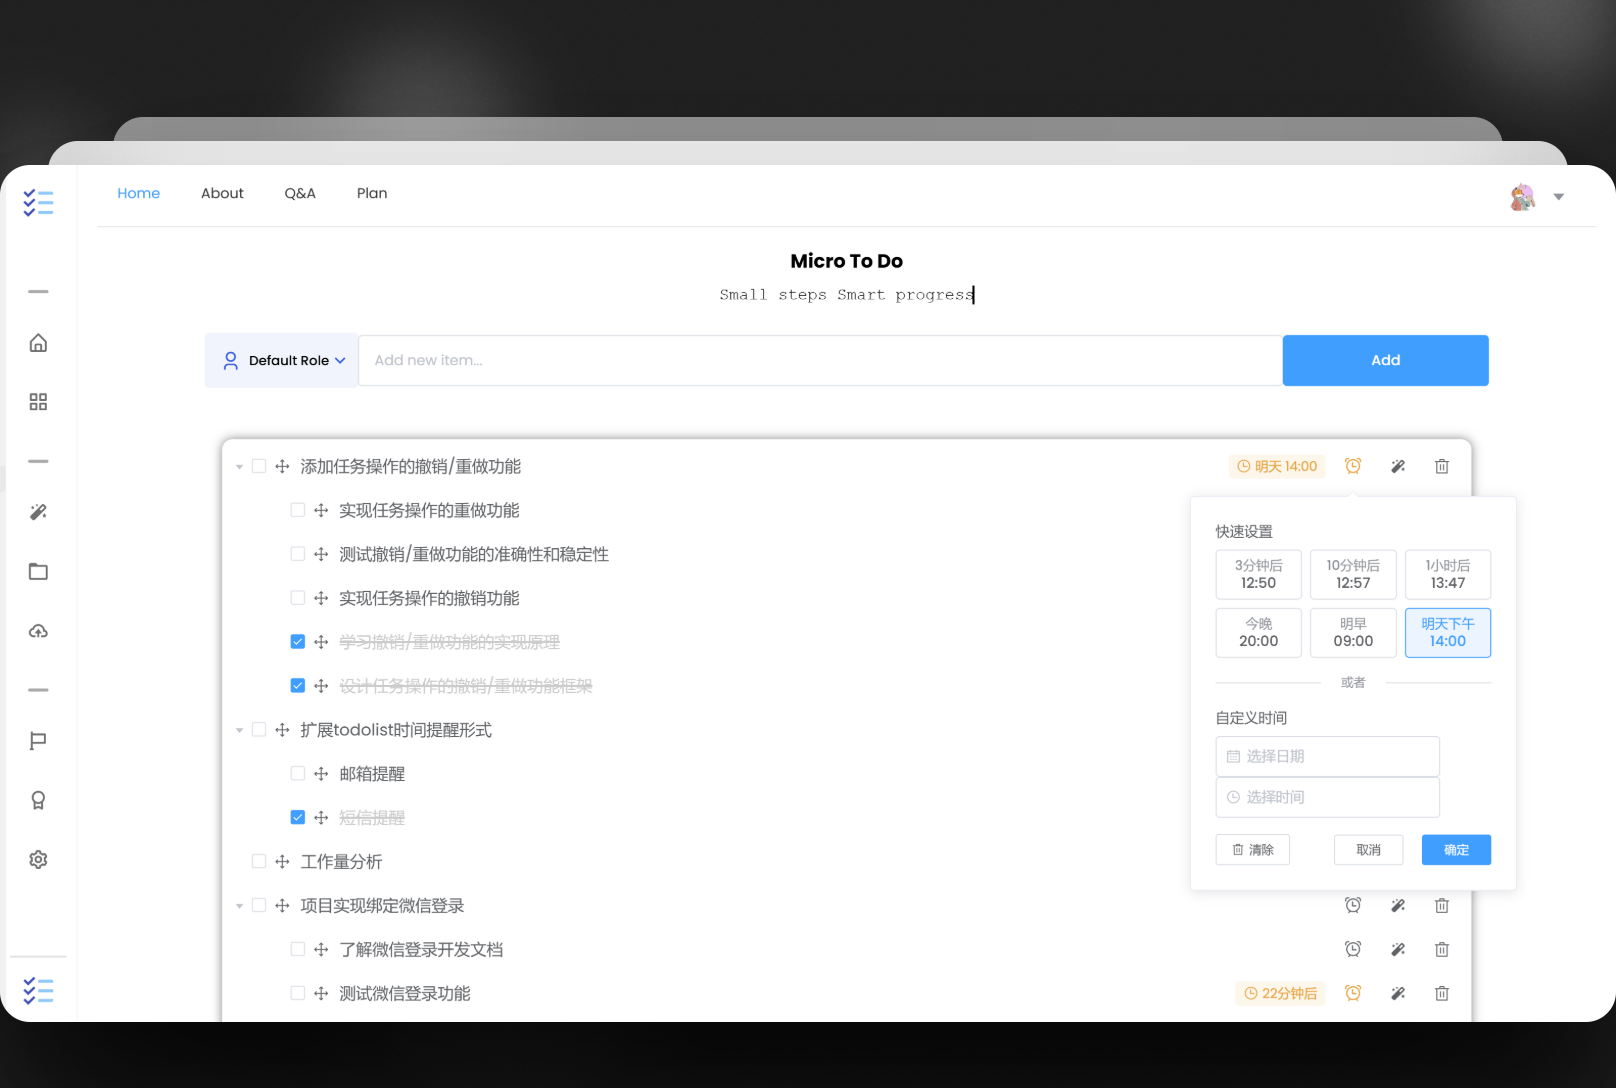 Home About Q&A Plan
Micro To Do
Small steps Smart progress
Default Role Add new item... Add
添加任务操作的撤销/重做功能 明天 14:00
实现任务操作的重做功能
测试撤销/重做功能的准确性和稳定性
实现任务操作的撤销功能
学习撤销/重做功能的实现原理
设计任务操作的撤销/重做功能框架
扩展todolist时间提醒形式
邮箱提醒
短信提醒
工作量分析
项目实现绑定微信登录
了解微信登录开发文档
测试微信登录功能 22分钟后
快速设置
3分钟后 10分钟后 1小时后
12:50 12:57 13:47
今晚 明早 明天下午
20:00 09:00 14:00
或者
自定义时间
选择日期
选择时间
清除 取消 确定